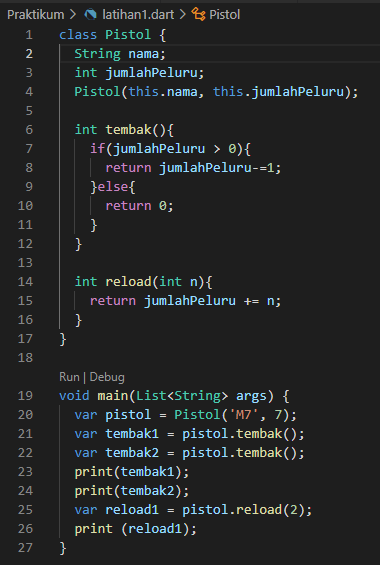 Praktikum > latihan1.dart > Pistol
1 class Pistol {
2 String nama;
3 int jumlahPeluru;
4 Pistol(this.nama, this.jumlahPeluru);
5
6 int tembak(){
7 if(jumlahPeluru > 0){
8 return jumlahPeluru-=1;
9 }else{
10 return 0;
11 }
12 }
13
14 int reload(int n){
15 return jumlahPeluru += n;
16 }
17 }
18
Run | Debug
19 void main(List<String> args) {
20 var pistol = Pistol('M7', 7);
21 var tembak1 = pistol.tembak();
22 var tembak2 = pistol.tembak();
23 print(tembak1);
24 print(tembak2);
25 var reload1 = pistol.reload(2);
26 print (reload1);
27 }